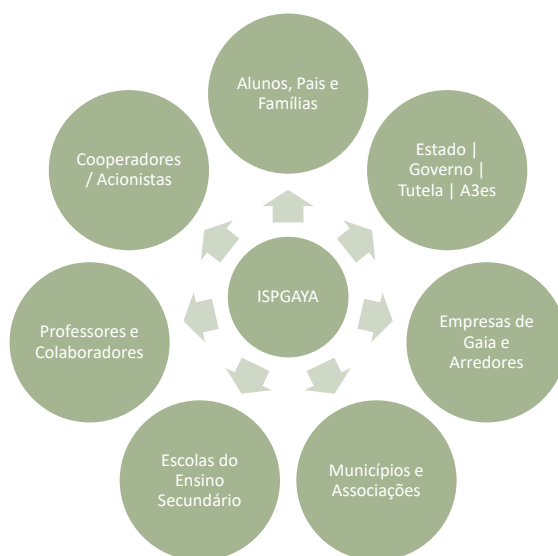 Alunos, Pais e
Famílias
Estado |
Governo |
Tutela | A3es
Empresas de
Gaia e
Arredores
Municípios e
Associações
Escolas do
Ensino
Secundário
Professores e
Colaboradores
Cooperadores
/ Acionistas
ISPGAYA